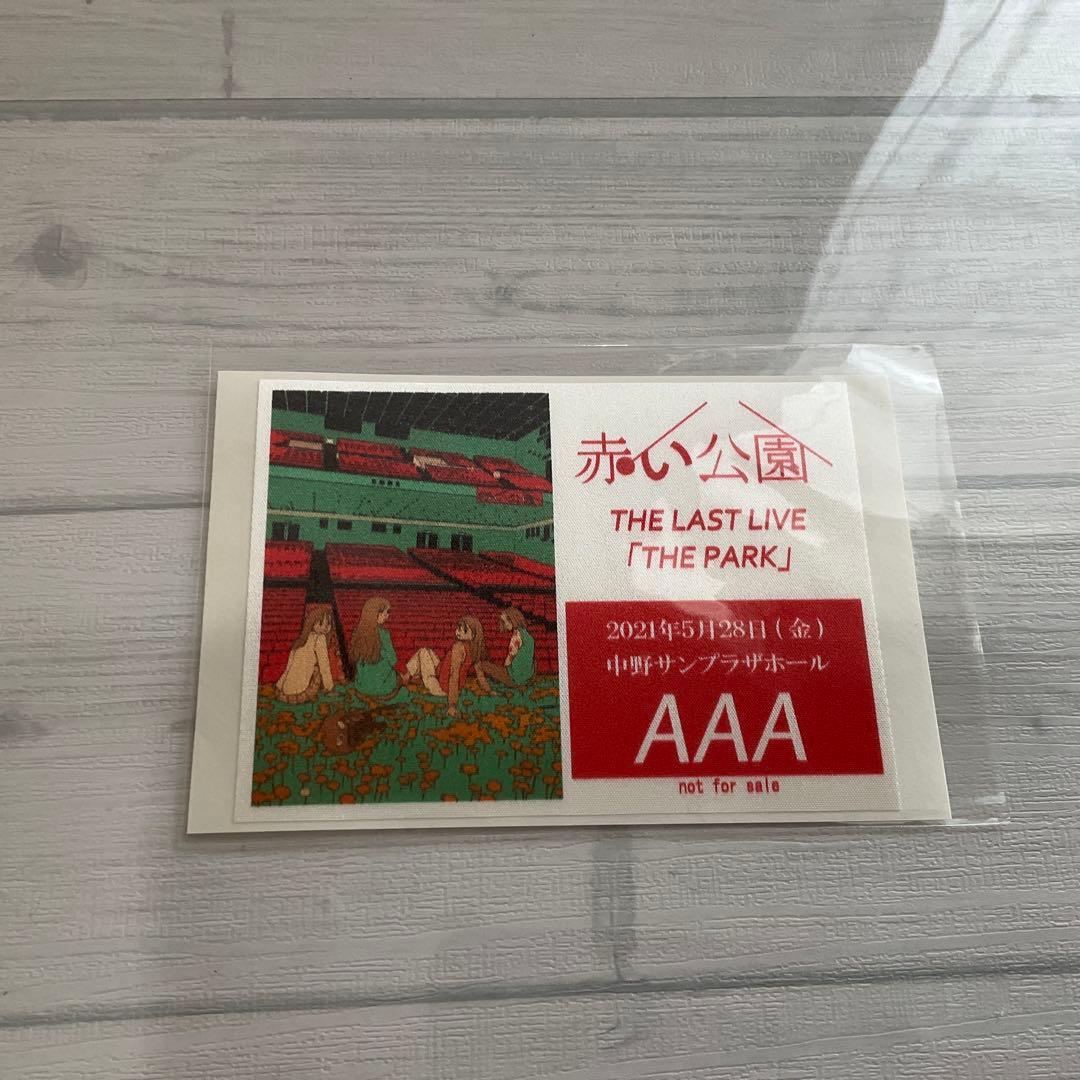 赤い公園
THE LAST LIVE
「THE PARK」
2021年5月28日(金)
中野サンプラザホール
AAA
not for sale